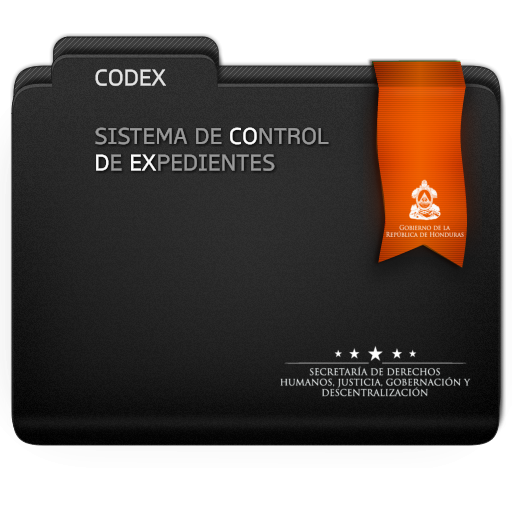 CODEX
SISTEMA DE CONTROL
DE EXPEDIENTES
GOBIERNO DE LA
REPÚBLICA DE HONDURAS
SECRETARÍA DE DERECHOS
HUMANOS, JUSTICIA, GOBERNACIÓN Y
DESCENTRALIZACIÓN